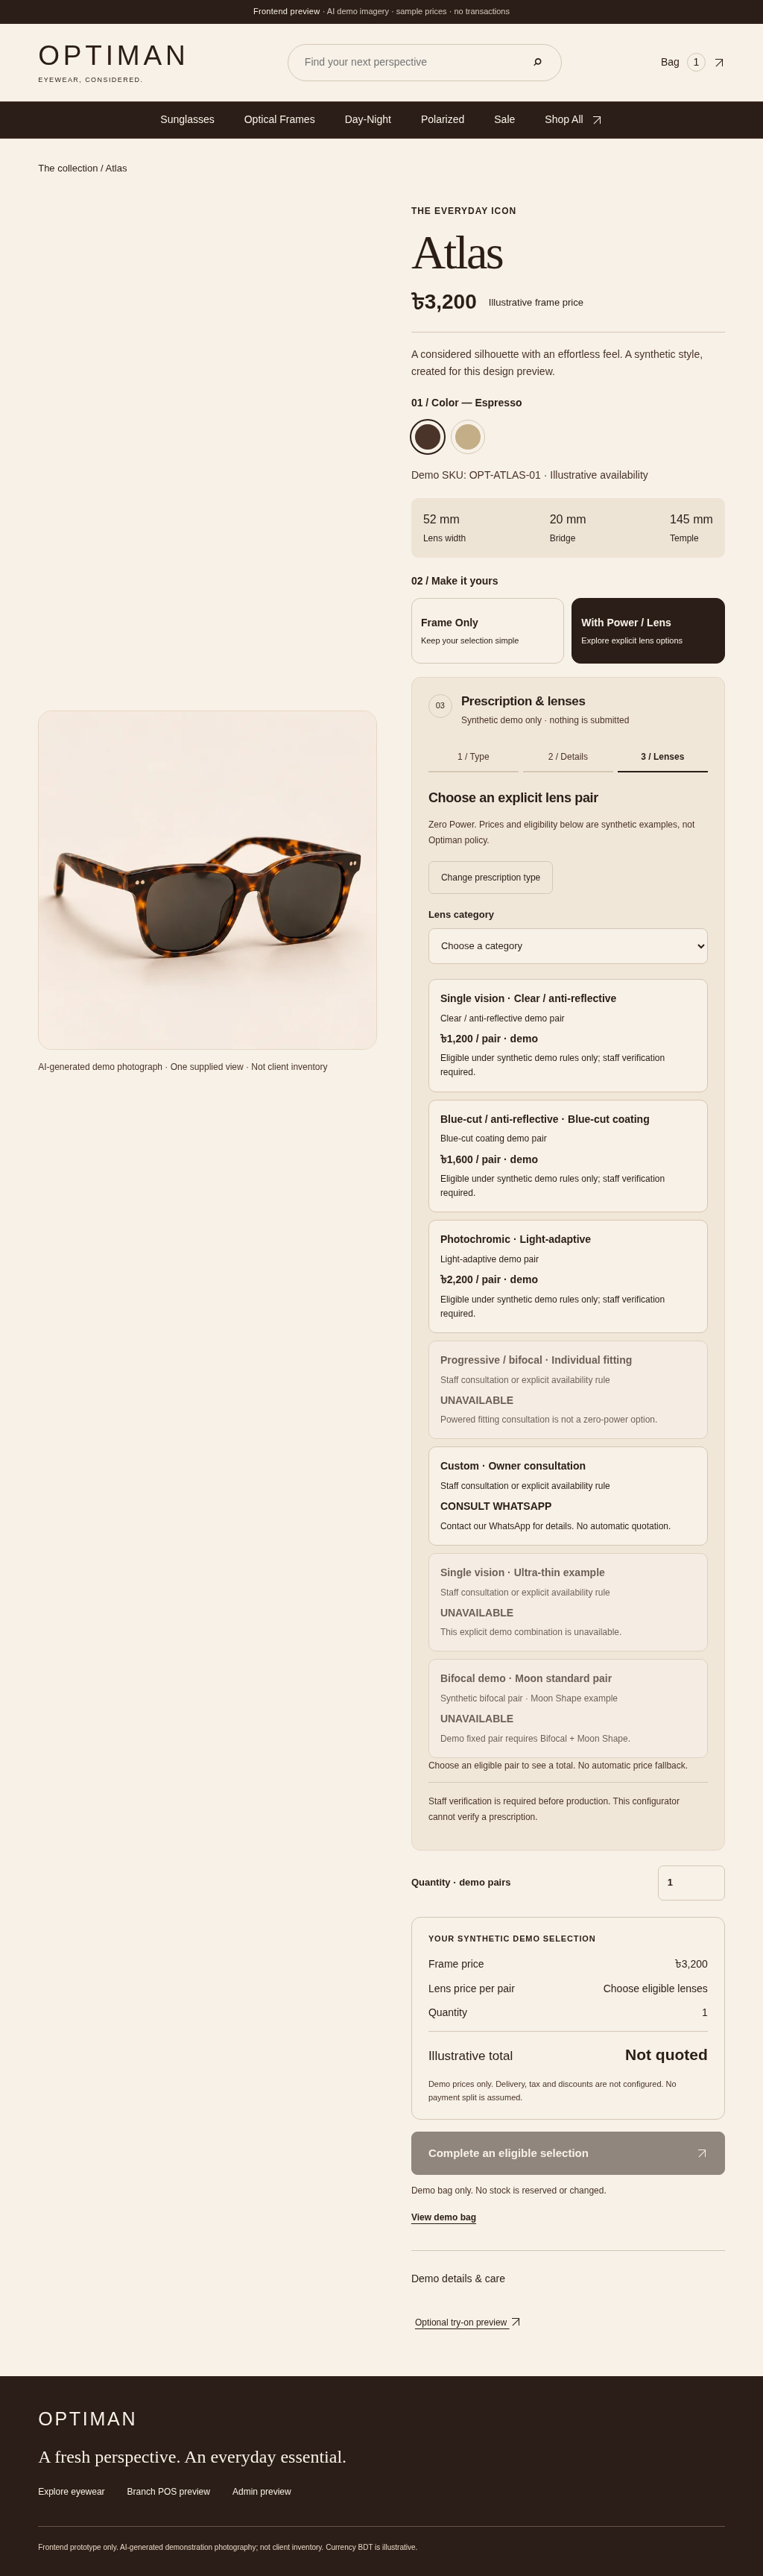 Frontend preview · AI demo imagery · sample prices · no transactions
OPTIMAN
EYEWEAR, CONSIDERED.
Find your next perspective
Bag 1
Sunglasses Optical Frames Day-Night Polarized Sale Shop All
The collection / Atlas
THE EVERYDAY ICON
Atlas
৳3,200 Illustrative frame price
A considered silhouette with an effortless feel. A synthetic style,
created for this design preview.
01 / Color — Espresso
Demo SKU: OPT-ATLAS-01 · Illustrative availability
52 mm 20 mm 145 mm
Lens width Bridge Temple
02 / Make it yours
Frame Only
Keep your selection simple
With Power / Lens
Explore explicit lens options
03
Prescription & lenses
Synthetic demo only · nothing is submitted
1 / Type 2 / Details 3 / Lenses
Choose an explicit lens pair
Zero Power. Prices and eligibility below are synthetic examples, not
Optiman policy.
Change prescription type
Lens category
Choose a category
Single vision · Clear / anti-reflective
Clear / anti-reflective demo pair
৳1,200 / pair · demo
Eligible under synthetic demo rules only; staff verification
required.
Blue-cut / anti-reflective · Blue-cut coating
Blue-cut coating demo pair
৳1,600 / pair · demo
Eligible under synthetic demo rules only; staff verification
required.
Photochromic · Light-adaptive
Light-adaptive demo pair
৳2,200 / pair · demo
Eligible under synthetic demo rules only; staff verification
required.
Progressive / bifocal · Individual fitting
Staff consultation or explicit availability rule
UNAVAILABLE
Powered fitting consultation is not a zero-power option.
Custom · Owner consultation
Staff consultation or explicit availability rule
CONSULT WHATSAPP
Contact our WhatsApp for details. No automatic quotation.
Single vision · Ultra-thin example
Staff consultation or explicit availability rule
UNAVAILABLE
This explicit demo combination is unavailable.
Bifocal demo · Moon standard pair
Synthetic bifocal pair · Moon Shape example
UNAVAILABLE
Demo fixed pair requires Bifocal + Moon Shape.
Choose an eligible pair to see a total. No automatic price fallback.
Staff verification is required before production. This configurator
cannot verify a prescription.
AI-generated demo photograph · One supplied view · Not client inventory
Quantity · demo pairs 1
YOUR SYNTHETIC DEMO SELECTION
Frame price ৳3,200
Lens price per pair Choose eligible lenses
Quantity 1
Illustrative total Not quoted
Demo prices only. Delivery, tax and discounts are not configured. No
payment split is assumed.
Complete an eligible selection
Demo bag only. No stock is reserved or changed.
View demo bag
Demo details & care
Optional try-on preview
OPTIMAN
A fresh perspective. An everyday essential.
Explore eyewear Branch POS preview Admin preview
Frontend prototype only. AI-generated demonstration photography; not client inventory. Currency BDT is illustrative.